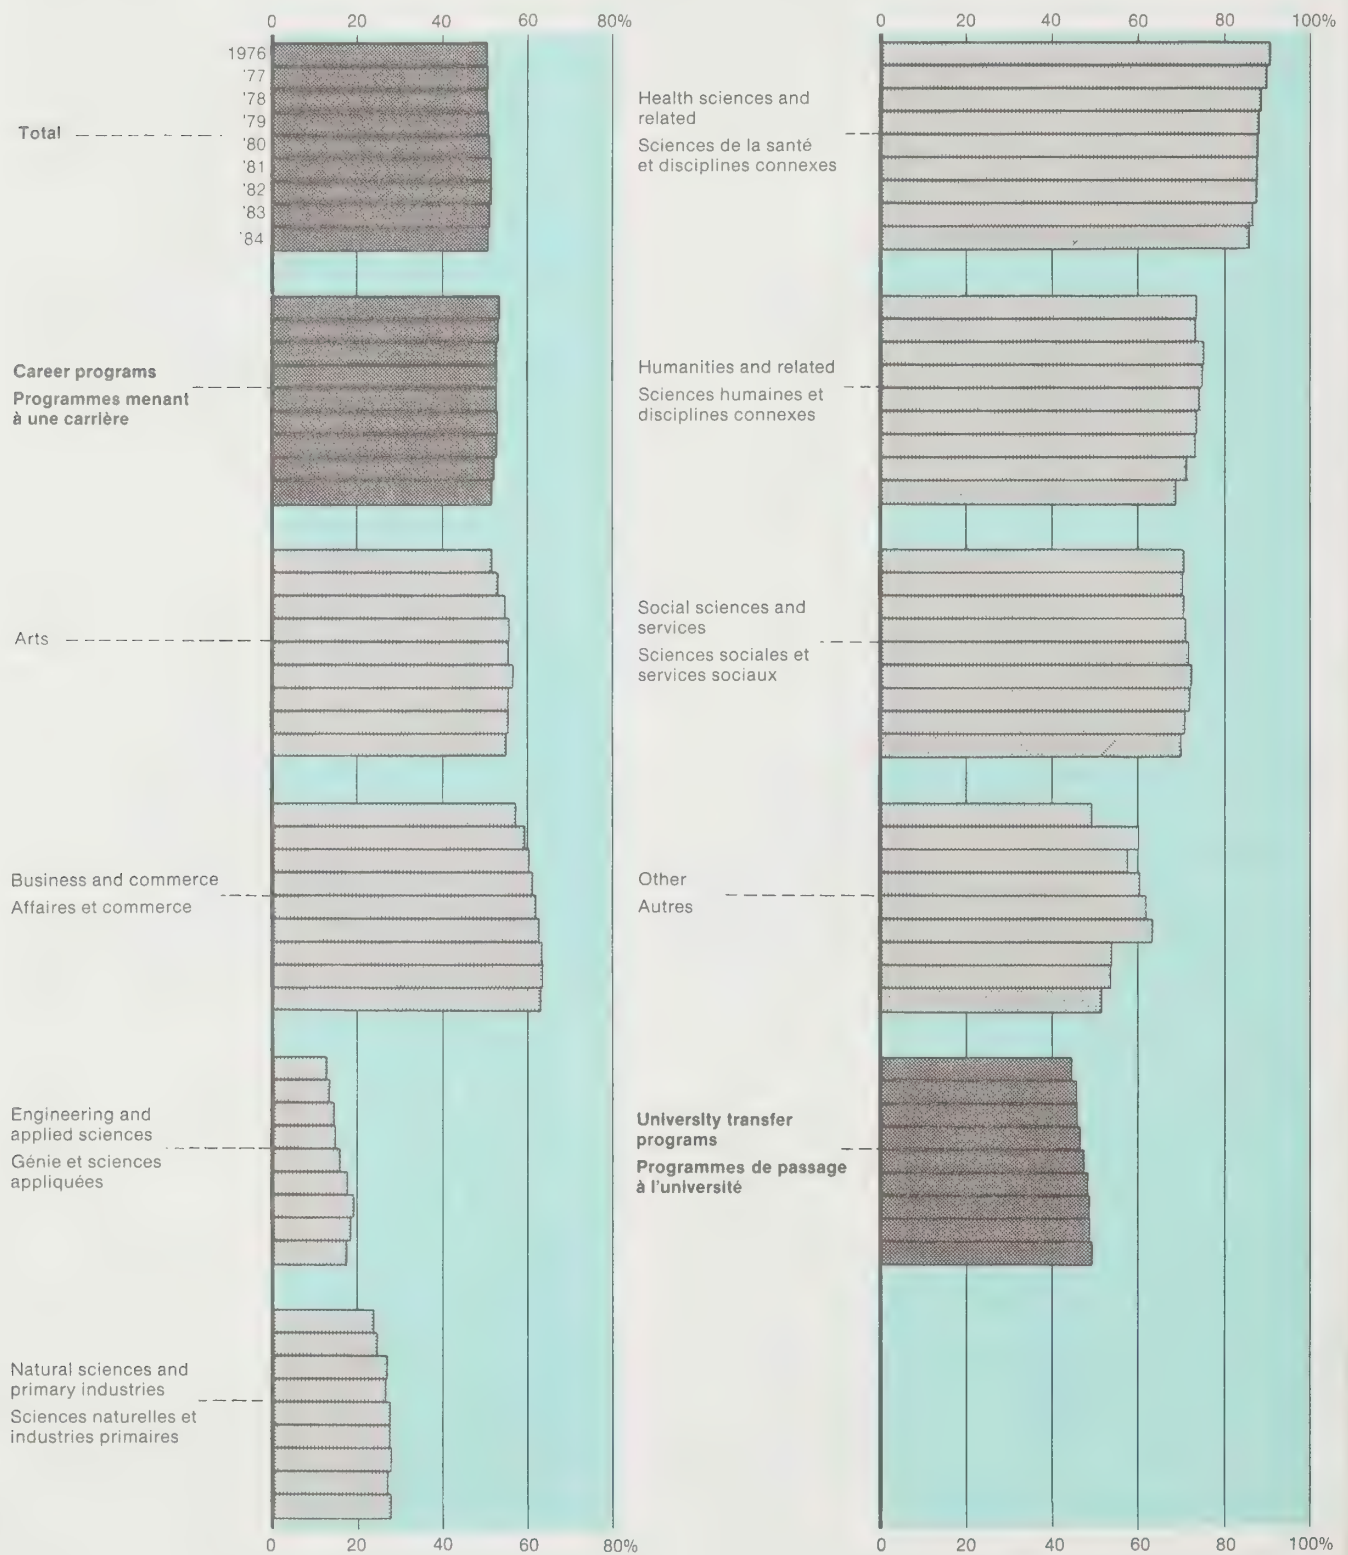 0 20 40 60 80%
1976
'77
'78
'79
'80
'81
'82
'83
'84
Total
Career programs
Programmes menant
à une carrière
Arts
Business and commerce
Affaires et commerce
Engineering and
applied sciences
Génie et sciences
appliquées
Natural sciences and
primary industries
Sciences naturelles et
industries primaires
0 20 40 60 80%
0 20 40 60 80 100%
Health sciences and
related
Sciences de la santé
et disciplines connexes
Humanities and related
Sciences humaines et
disciplines connexes
Social sciences and
services
Sciences sociales et
services sociaux
Other
Autres
University transfer
programs
Programmes de passage
à l'université
0 20 40 60 80 100%